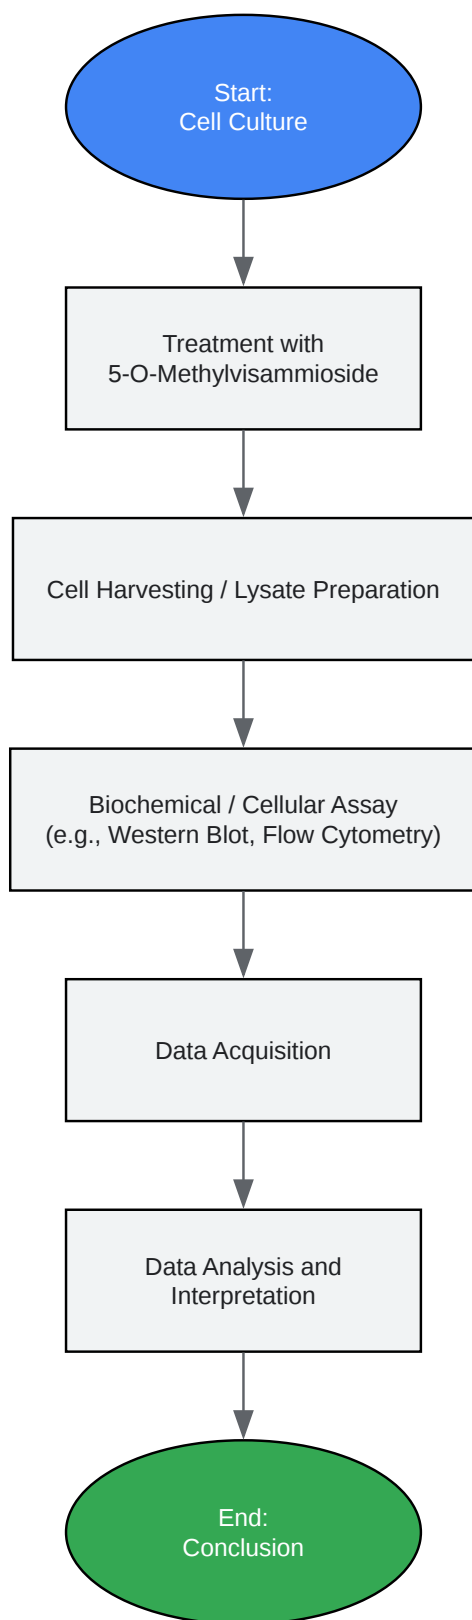 Start:
Cell Culture
Treatment with
5-O-Methylvisammioside
Cell Harvesting / Lysate Preparation
Biochemical / Cellular Assay
(e.g., Western Blot, Flow Cytometry)
Data Acquisition
Data Analysis and
Interpretation
End:
Conclusion